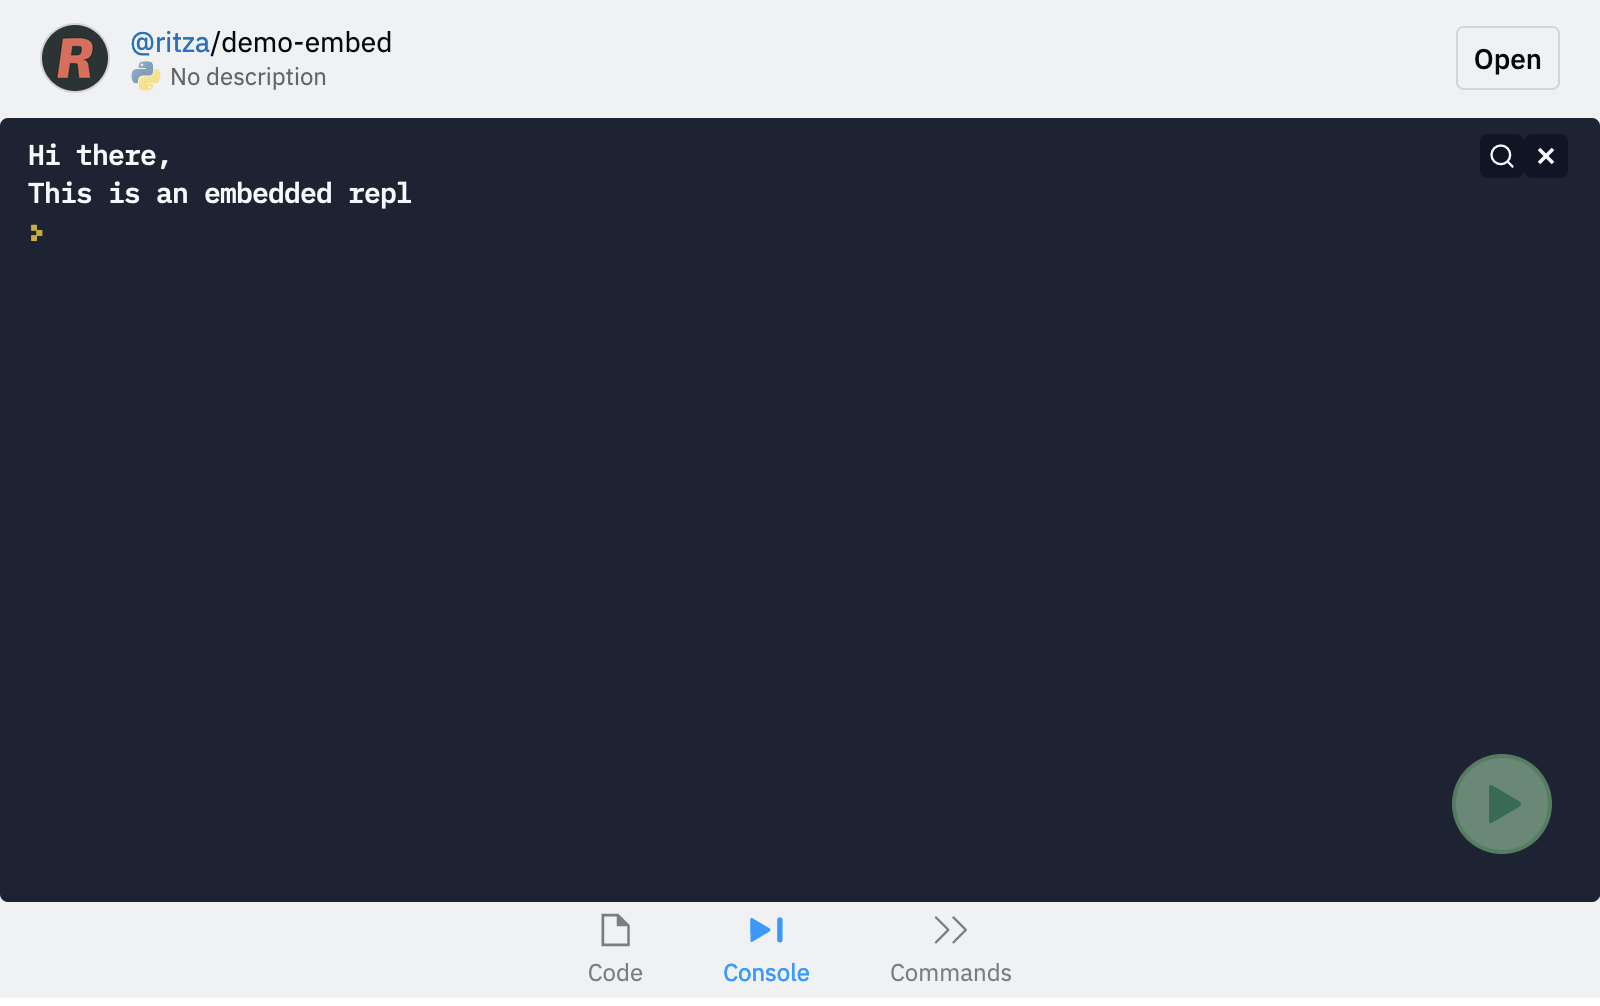 R
@ritza/demo-embed
No description
Open
Hi there,
This is an embedded repl
Code
Console
Commands